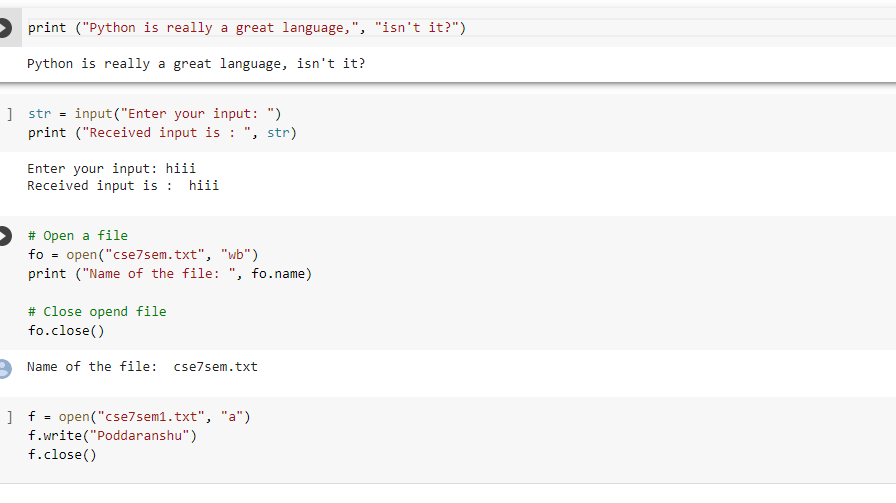 print ("Python is really a great language,", "isn't it?")
Python is really a great language, isn't it?
] str = input("Enter your input: ")
print ("Received input is : ", str)
Enter your input: hiii
Received input is :  hiii
# Open a file
fo = open("cse7sem.txt", "wb")
print ("Name of the file: ", fo.name)
# Close opend file
fo.close()
Name of the file:  cse7sem.txt
] f = open("cse7sem1.txt", "a")
f.write("Poddaranshu")
f.close()